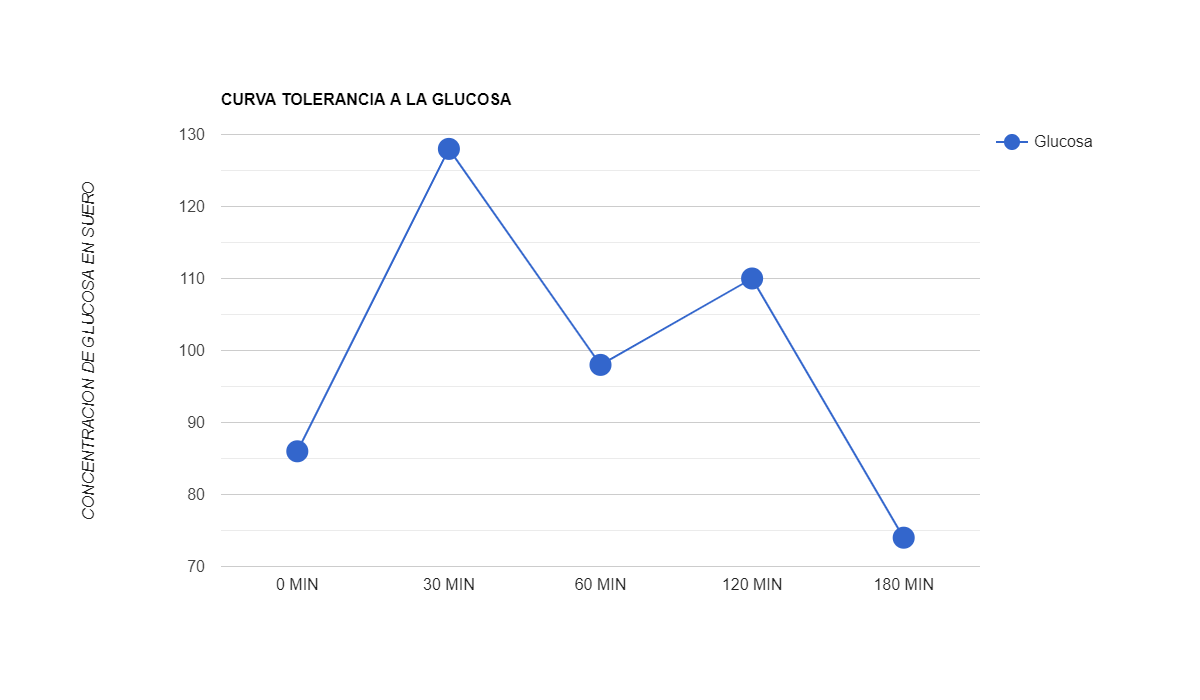 CURVA TOLERANCIA A LA GLUCOSA
Glucosa
CONCENTRACION DE GLUCOSA EN SUERO
130
120
110
100
90
80
70
0 MIN
30 MIN
60 MIN
120 MIN
180 MIN